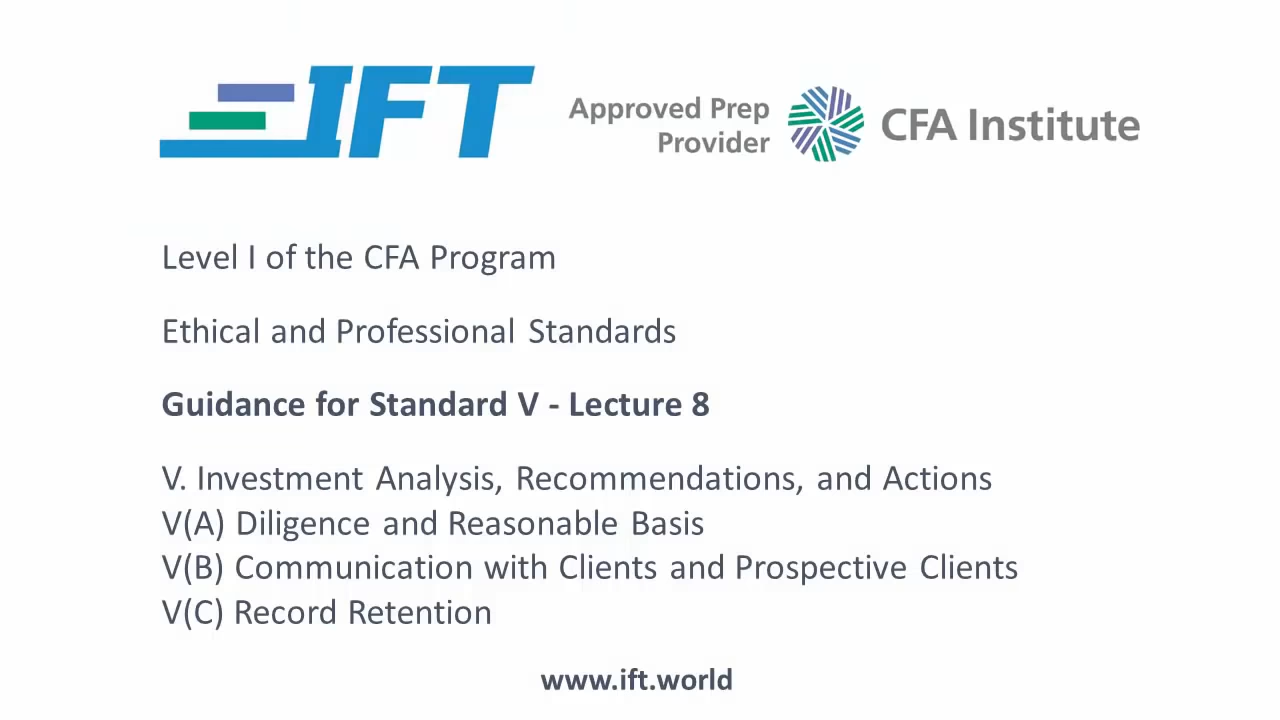 IFT
Approved Prep
Provider
CFA Institute
Level I of the CFA Program
Ethical and Professional Standards
Guidance for Standard V - Lecture 8
V. Investment Analysis, Recommendations, and Actions
V(A) Diligence and Reasonable Basis
V(B) Communication with Clients and Prospective Clients
V(C) Record Retention
www.ift.world